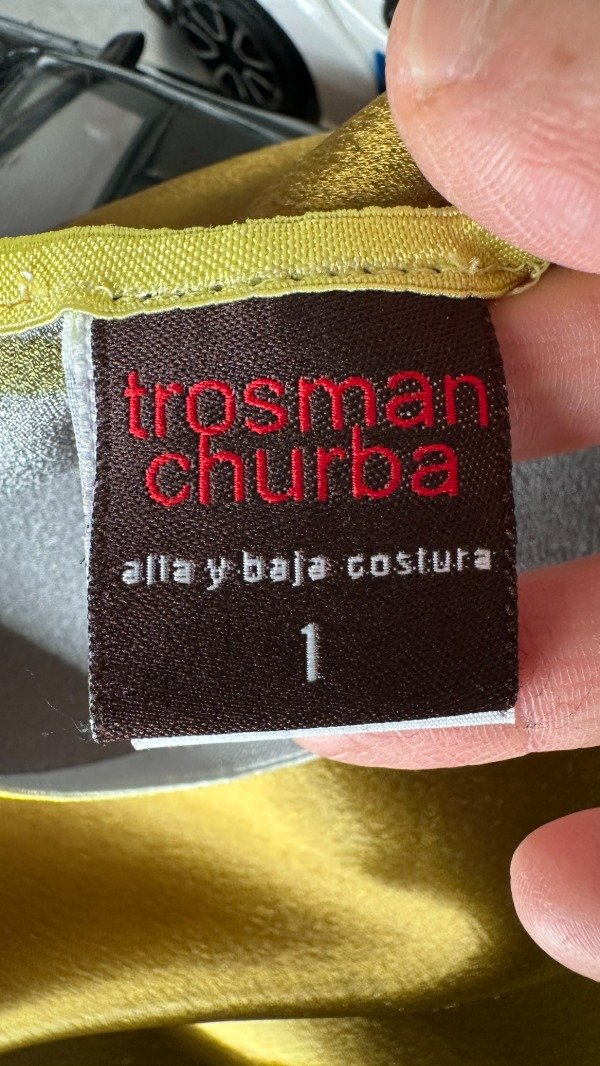 trosman
churba
alta y baja costura
1